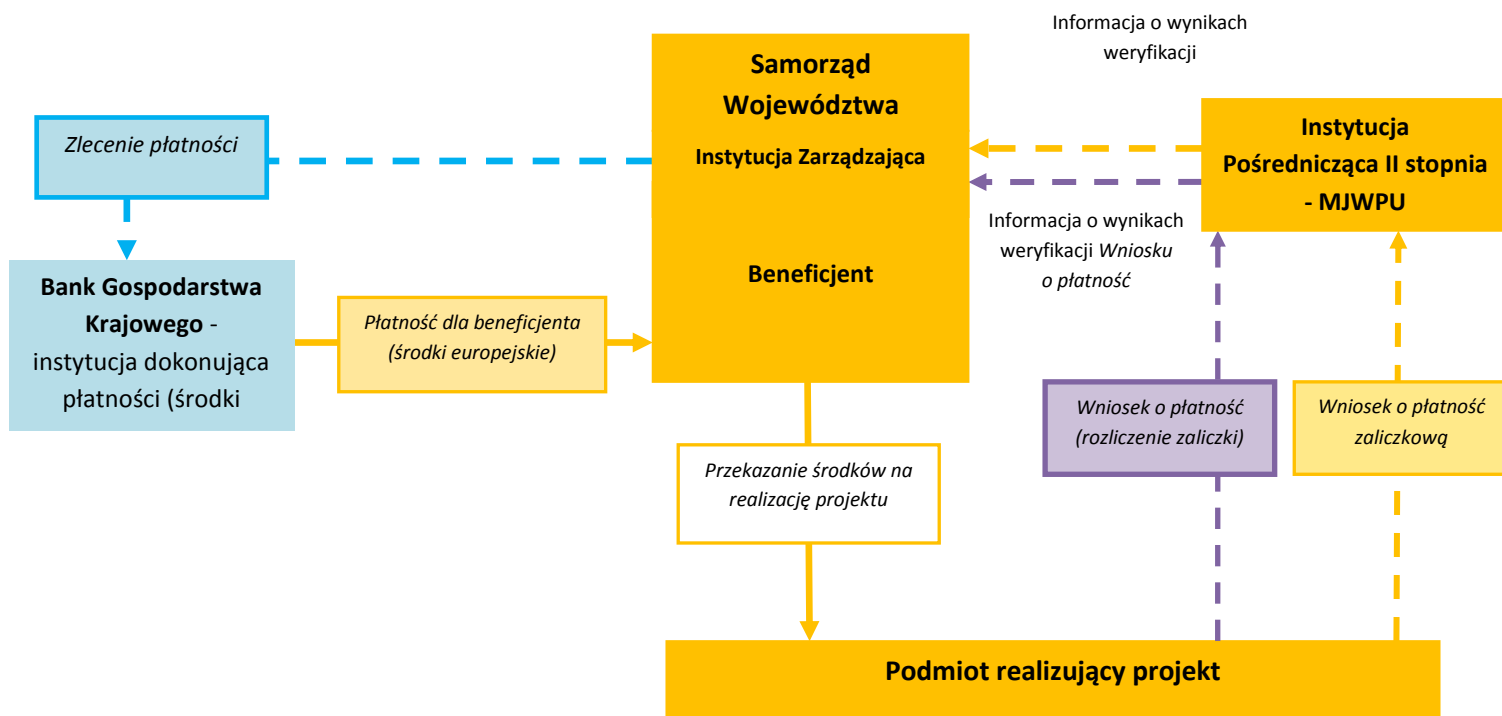 Informacja o wynikach
weryfikacji
Samorząd
Województwa
Instytucja Zarządzająca
Beneficjent
Zlecenie płatności
Instytucja
Pośrednicząca II stopnia
- MJWPU
Informacja o wynikach
weryfikacji Wniosku
o płatność
Bank Gospodarstwa
Krajowego -
instytucja dokonująca
płatności (środki
Płatność dla beneficjenta
(środki europejskie)
Wniosek o płatność
(rozliczenie zaliczki)
Wniosek o płatność
zaliczkową
Przekazanie środków na
realizację projektu
Podmiot realizujący projekt